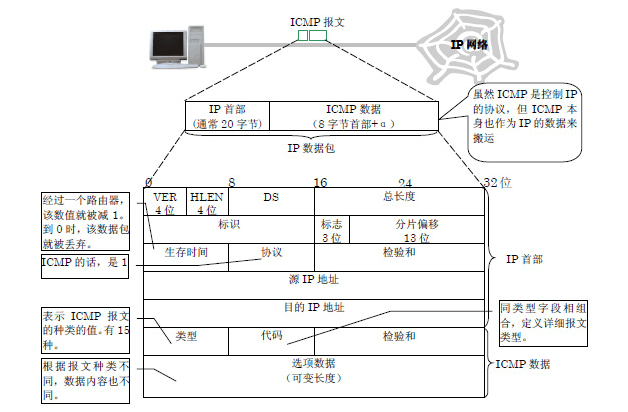 ICMP 报文
IP 网络
IP 首部
(通常 20 字节)
ICMP 数据
(8 字节首部+α)
IP 数据包
虽然 ICMP 是控制 IP
的协议，但 ICMP 本
身也作为 IP 的数据来
搬运
0 8 16 24 32 位
VER
4 位
HLEN
4 位
DS
总长度
标识
标志
3 位
分片偏移
13 位
生存时间
协议
检验和
源 IP 地址
目的 IP 地址
类型
代码
检验和
选项数据
(可变长度)
经过一个路由器，
该数值就被减 1。
到 0 时，该数据包
就被丢弃。
ICMP 的话，是 1
表示 ICMP 报文
的种类的值。有 15
种。
根据报文种类不
同，数据内容也不
同。
IP 首部
同类型字段相组
合，定义详细报文
类型。
ICMP 数据